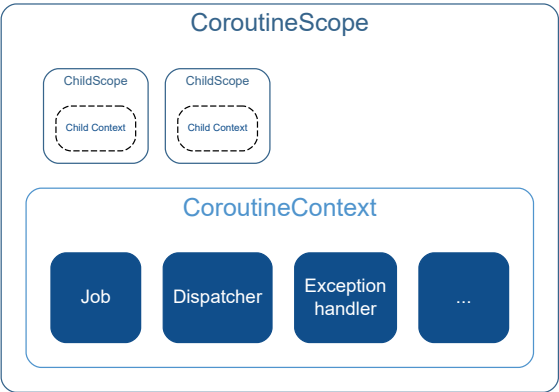 CoroutineScope
ChildScope
Child Context
ChildScope
Child Context
CoroutineContext
Job
Dispatcher
Exception
handler
...